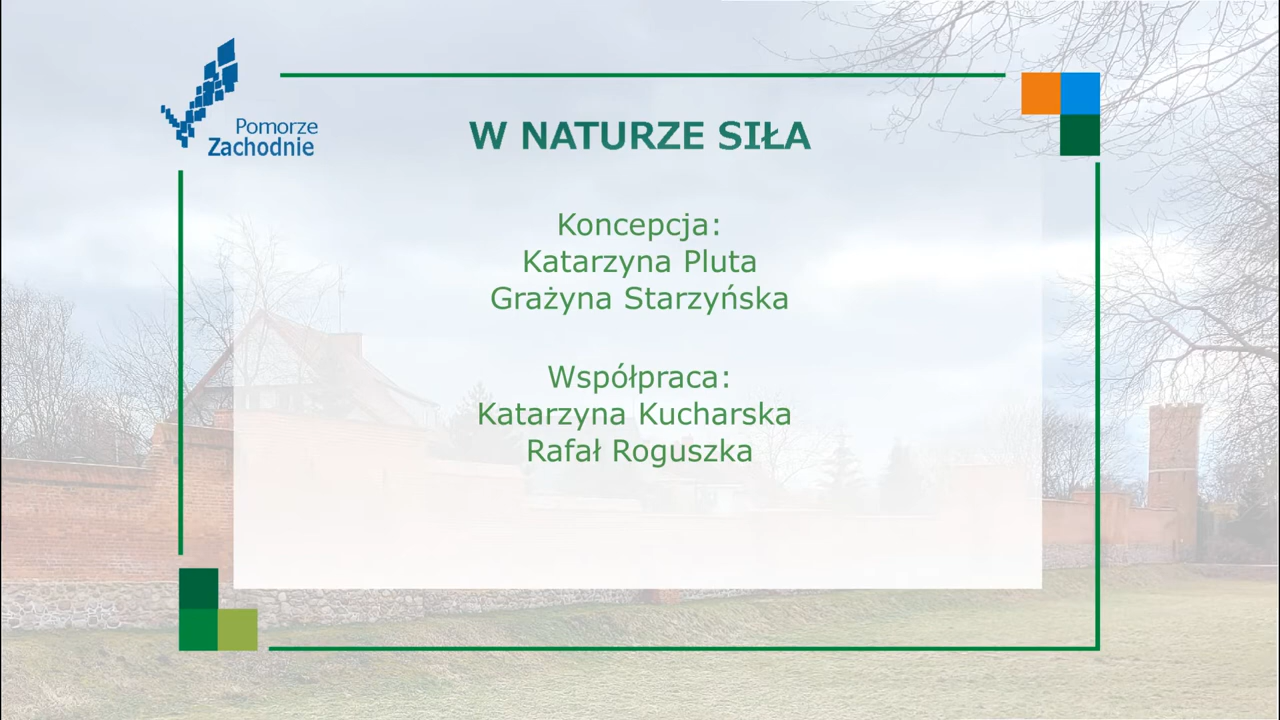 Pomorze
Zachodnie
W NATURZE SIŁA
Koncepcja:
Katarzyna Pluta
Grażyna Starzyńska
Współpraca:
Katarzyna Kucharska
Rafał Roguszka